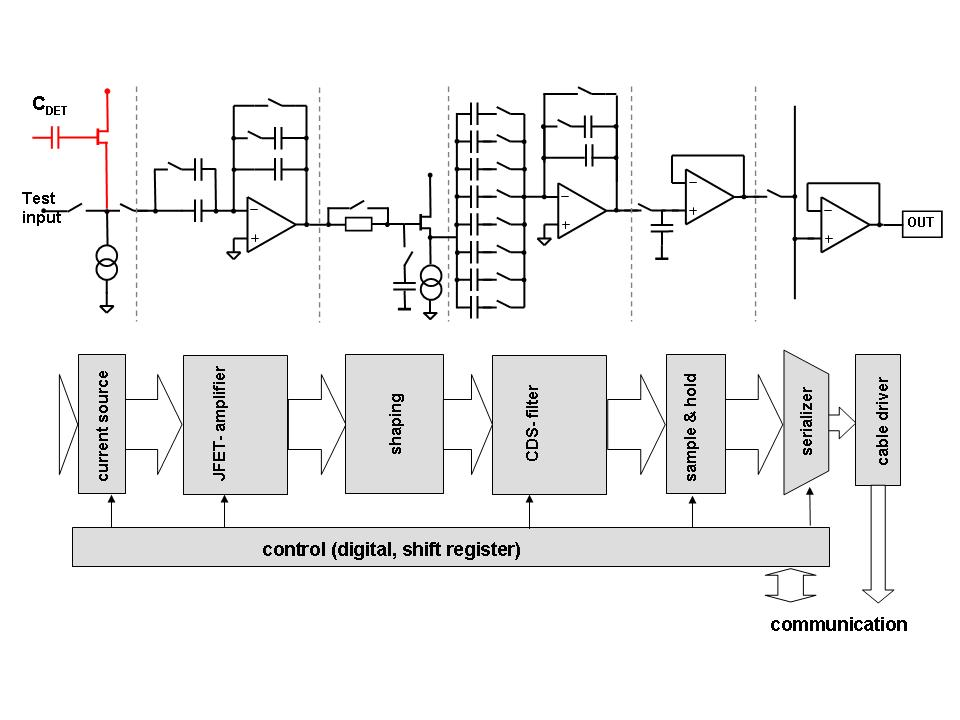 CDET
Test
input
−
+
−
+
−
+
−
+
OUT
current source
JFET- amplifier
shaping
CDS- filter
sample & hold
serializer
cable driver
control (digital, shift register)
communication